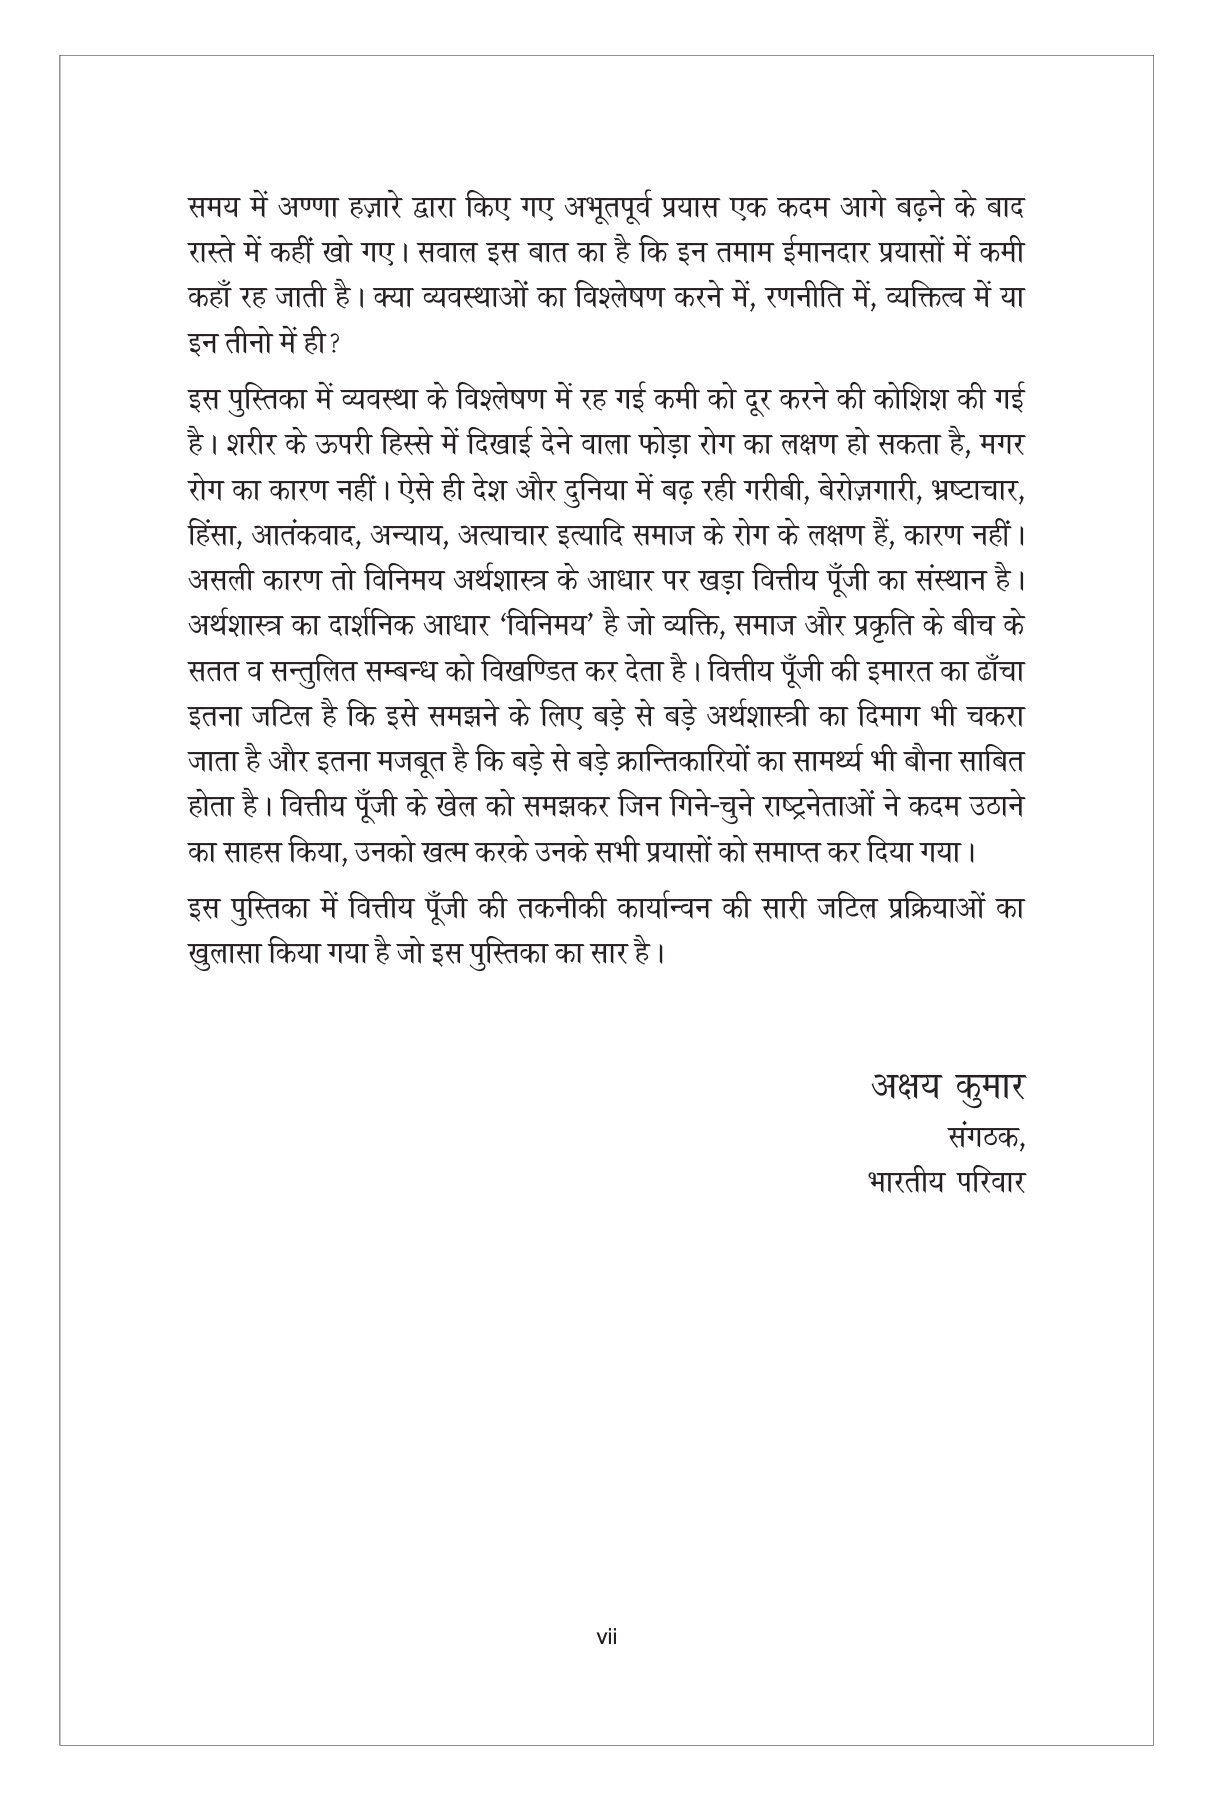 समय में अण्णा हज़ारे द्वारा किए गए अभूतपूर्व प्रयास एक कदम आगे बढ़ने के बाद
रास्ते में कहीं खो गए। सवाल इस बात का है कि इन तमाम ईमानदार प्रयासों में कमी
कहाँ रह जाती है। क्या व्यवस्थाओं का विश्लेषण करने में, रणनीति में, व्यक्तित्व में या
इन तीनो में ही?
इस पुस्तिका में व्यवस्था के विश्लेषण में रह गई कमी को दूर करने की कोशिश की गई
है। शरीर के ऊपरी हिस्से में दिखाई देने वाला फोड़ा रोग का लक्षण हो सकता है, मगर
रोग का कारण नहीं। ऐसे ही देश और दुनिया में बढ़ रही गरीबी, बेरोज़गारी, भ्रष्टाचार,
हिंसा, आतंकवाद, अन्याय, अत्याचार इत्यादि समाज के रोग के लक्षण हैं, कारण नहीं।
असली कारण तो विनिमय अर्थशास्त्र के आधार पर खड़ा वित्तीय पूँजी का संस्थान है।
अर्थशास्त्र का दार्शनिक आधार ‘विनिमय’ है जो व्यक्ति, समाज और प्रकृति के बीच के
सतत व सन्तुलित सम्बन्ध को विखण्डित कर देता है। वित्तीय पूँजी की इमारत का ढाँचा
इतना जटिल है कि इसे समझने के लिए बड़े से बड़े अर्थशास्त्री का दिमाग भी चकरा
जाता है और इतना मजबूत है कि बड़े से बड़े क्रान्तिकारियों का सामर्थ्य भी बौना साबित
होता है। वित्तीय पूँजी के खेल को समझकर जिन गिने-चुने राष्ट्रनेताओं ने कदम उठाने
का साहस किया, उनको खत्म करके उनके सभी प्रयासों को समाप्त कर दिया गया।
इस पुस्तिका में वित्तीय पूँजी की तकनीकी कार्यान्वन की सारी जटिल प्रक्रियाओं का
खुलासा किया गया है जो इस पुस्तिका का सार है।
अक्षय कुमार
संगठक,
भारतीय परिवार
vii